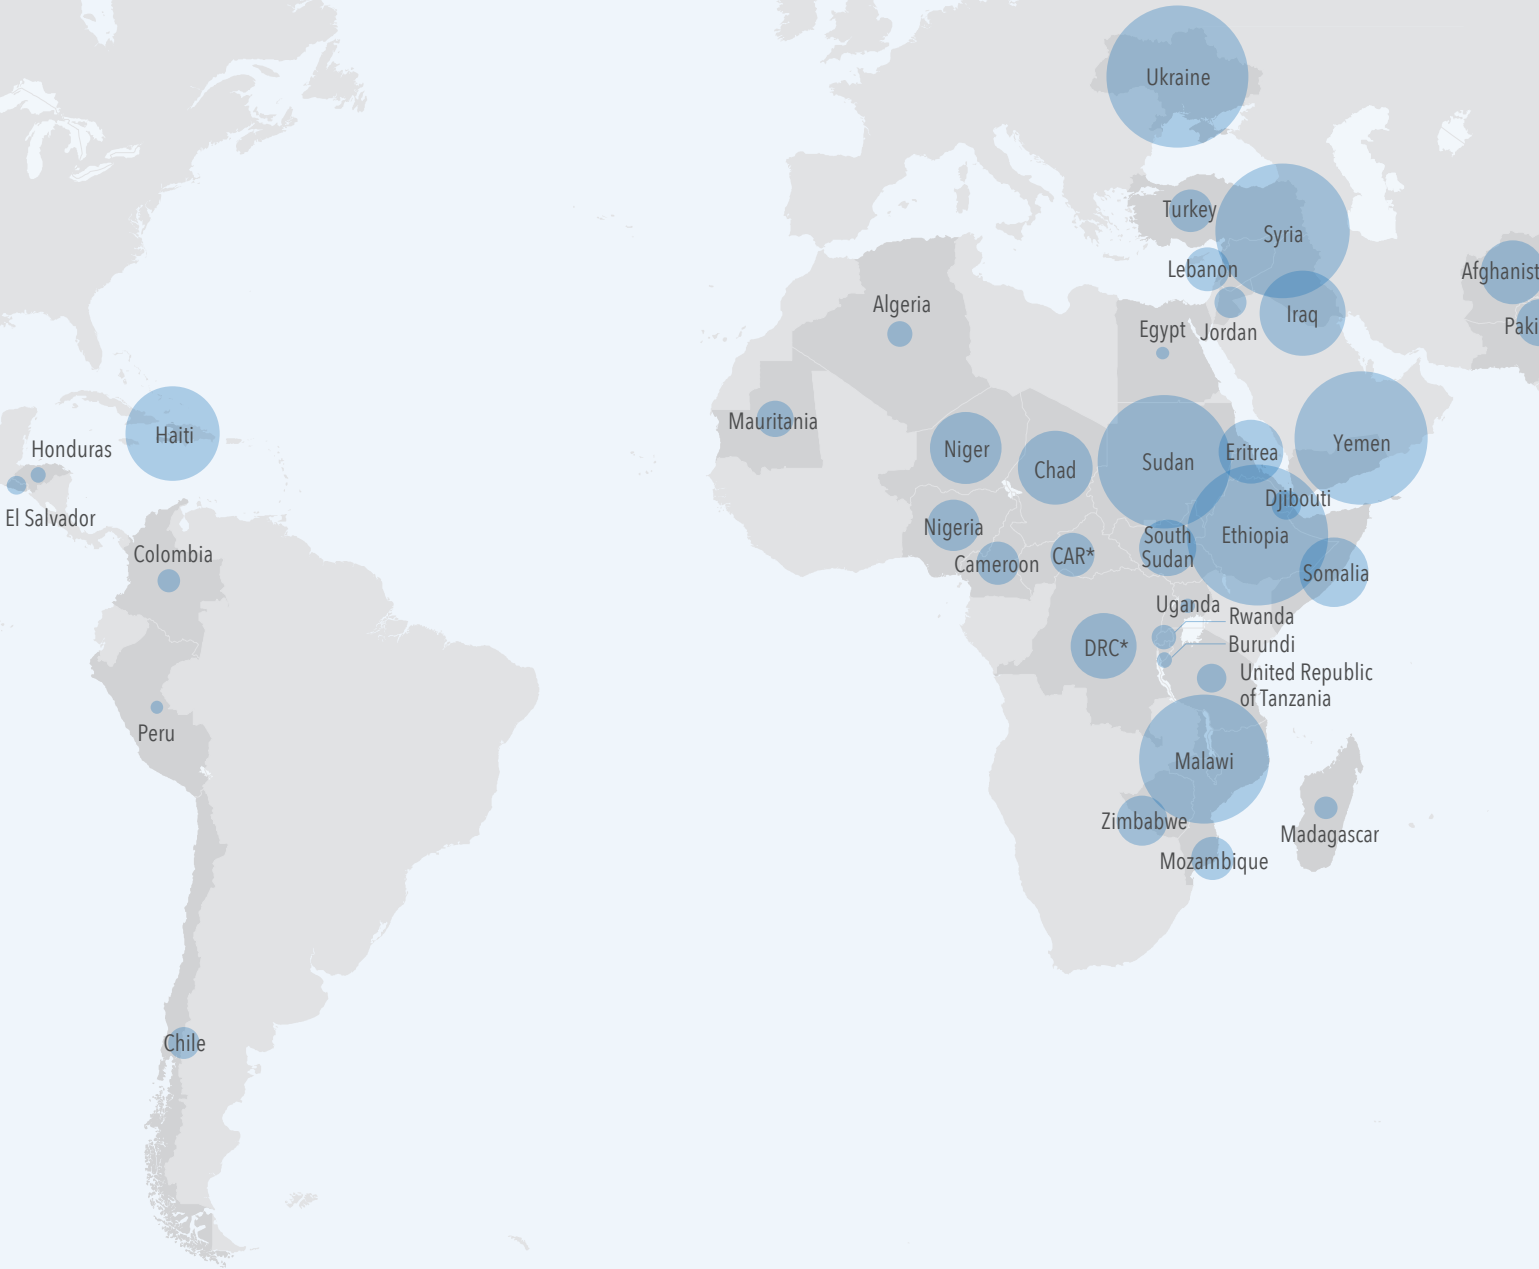 Ukraine
Turkey
Syria
Lebanon
Afghanist
Algeria
Iraq
Egypt
Jordan
Paki
Mauritania
Haiti
Honduras
Niger
Chad
Sudan
Eritrea
Yemen
Djibouti
El Salvador
Nigeria
South
Sudan
Ethiopia
Colombia
Cameroon
CAR*
Somalia
Uganda
Rwanda
DRC*
Burundi
United Republic
of Tanzania
Peru
Malawi
Zimbabwe
Madagascar
Mozambique
Chile